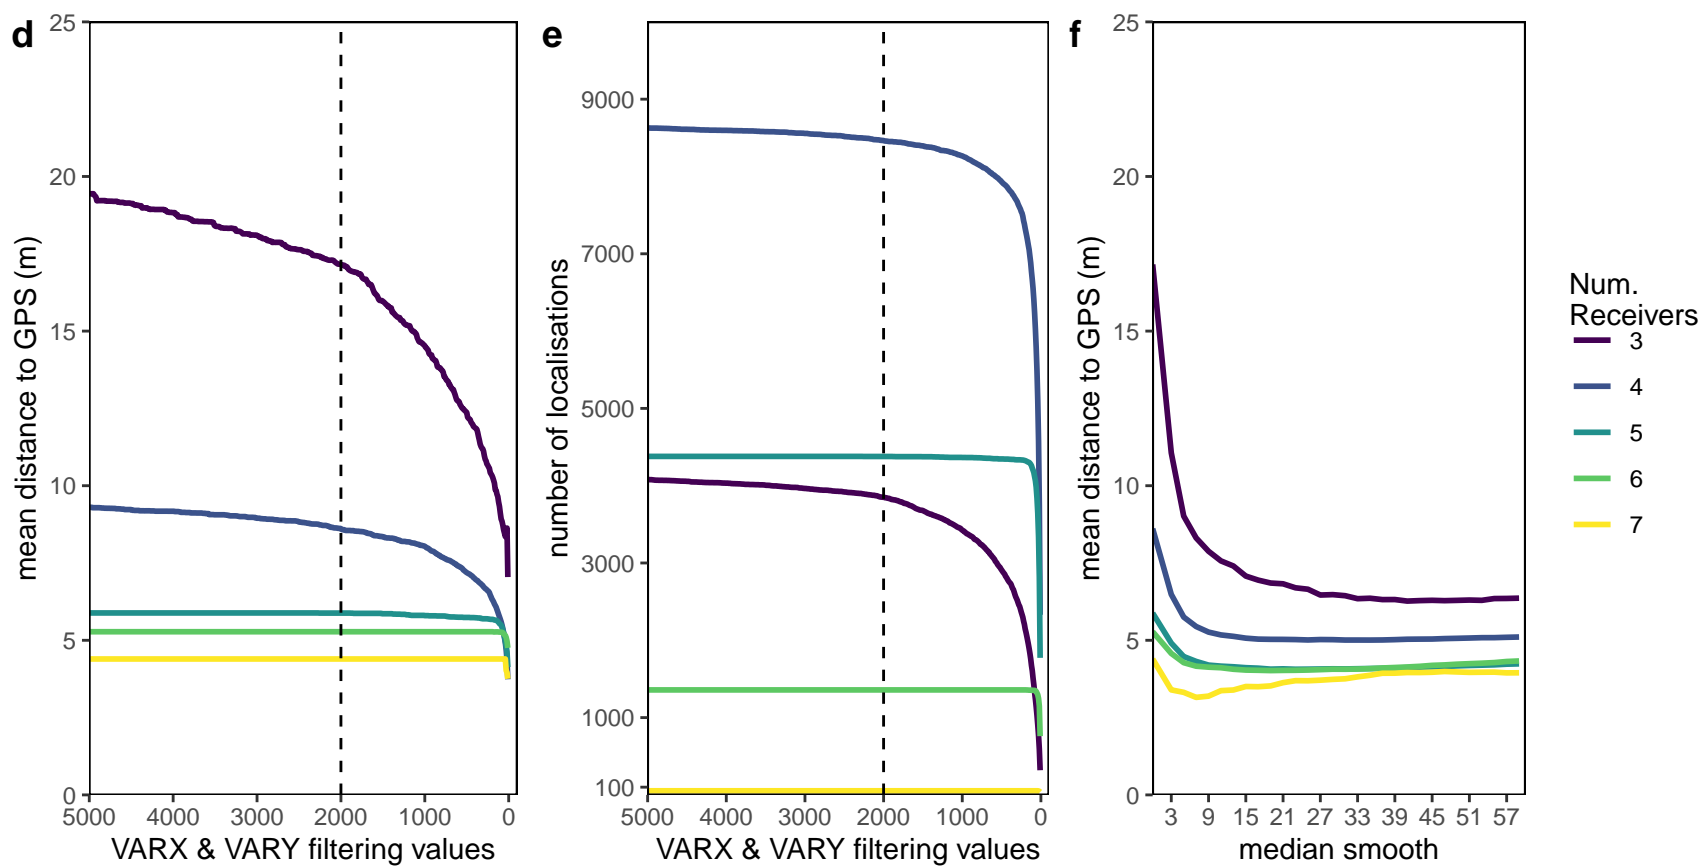 d
25
20
15
10
5
0
mean distance to GPS (m)
5000 4000 3000 2000 1000 0
VARX & VARY filtering values
e
9000
7000
5000
3000
1000
100
number of localisations
5000 4000 3000 2000 1000 0
VARX & VARY filtering values
f
25
20
15
10
5
0
mean distance to GPS (m)
3 9 15 21 27 33 39 45 51 57
median smooth
Num.
Receivers
3
4
5
6
7